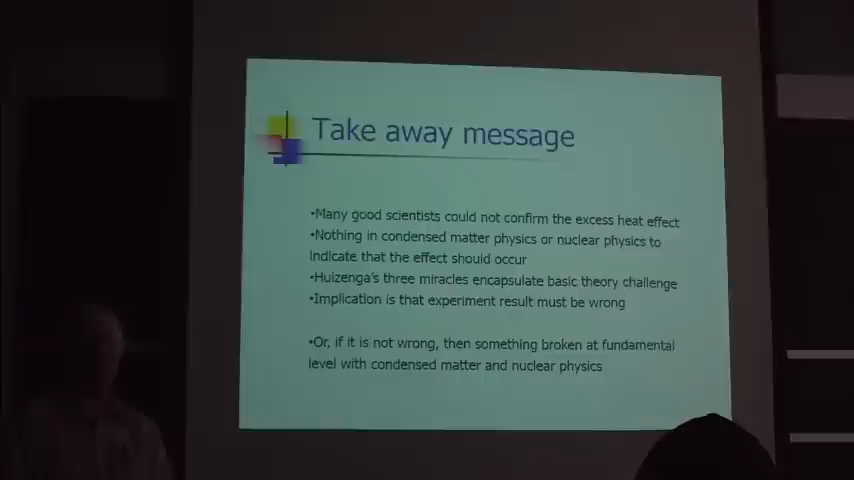 Take away message
•Many good scientists could not confirm the excess heat effect
•Nothing in condensed matter physics or nuclear physics to
indicate that the effect should occur
•Huizenga's three miracles encapsulate basic theory challenge
•Implication is that experiment result must be wrong
•Or, if it is not wrong, then something broken at fundamental
level with condensed matter and nuclear physics